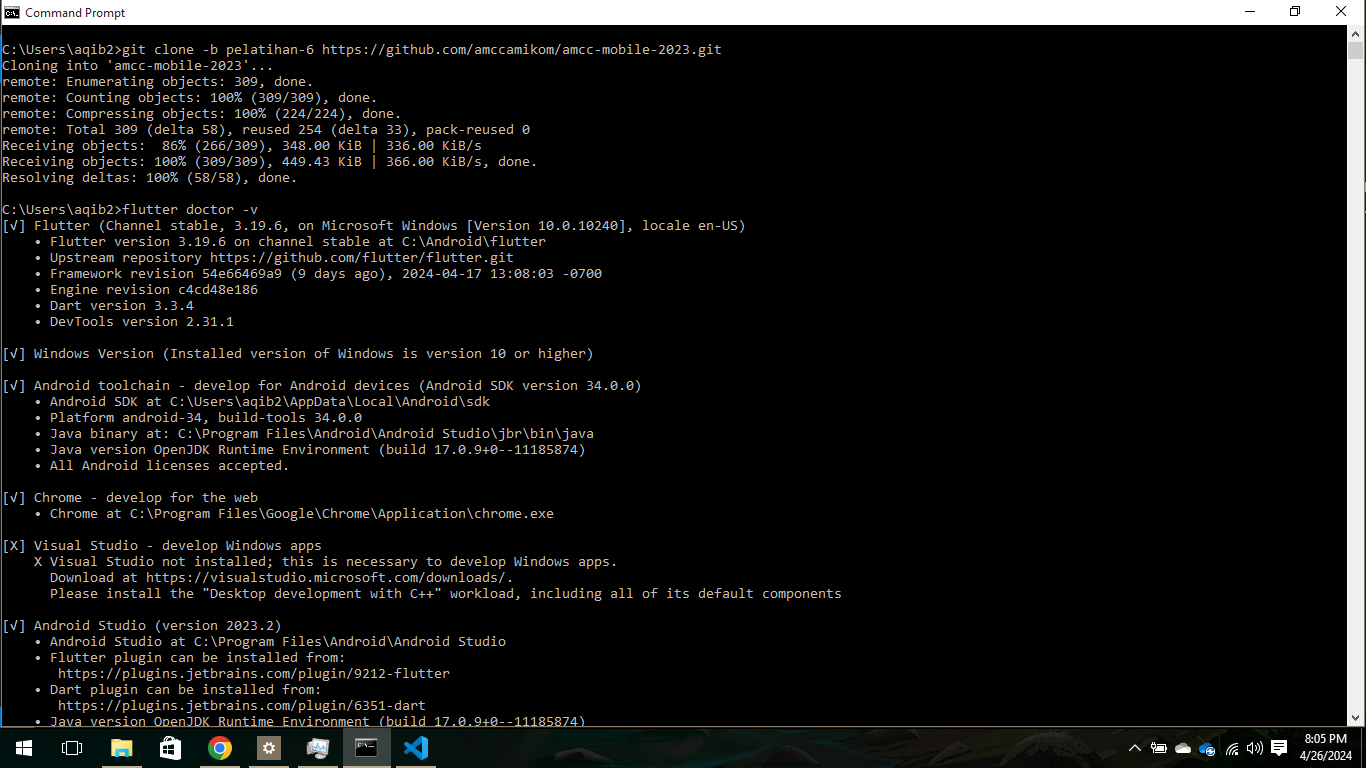 Command Prompt
C:\Users\aqib2>git clone -b pelatihan-6 https://github.com/amccamikom/amcc-mobile-2023.git
Cloning into 'amcc-mobile-2023'...
remote: Enumerating objects: 309, done.
remote: Counting objects: 100% (309/309), done.
remote: Compressing objects: 100% (224/224), done.
remote: Total 309 (delta 58), reused 254 (delta 33), pack-reused 0
Receiving objects:  86% (266/309), 348.00 KiB | 336.00 KiB/s
Receiving objects: 100% (309/309), 449.43 KiB | 366.00 KiB/s, done.
Resolving deltas: 100% (58/58), done.
C:\Users\aqib2>flutter doctor -v
[√] Flutter (Channel stable, 3.19.6, on Microsoft Windows [Version 10.0.10240], locale en-US)
• Flutter version 3.19.6 on channel stable at C:\Android\flutter
• Upstream repository https://github.com/flutter/flutter.git
• Framework revision 54e66469a9 (9 days ago), 2024-04-17 13:08:03 -0700
• Engine revision c4cd48e186
• Dart version 3.3.4
• DevTools version 2.31.1
[√] Windows Version (Installed version of Windows is version 10 or higher)
[√] Android toolchain - develop for Android devices (Android SDK version 34.0.0)
• Android SDK at C:\Users\aqib2\AppData\Local\Android\sdk
• Platform android-34, build-tools 34.0.0
• Java binary at: C:\Program Files\Android\Android Studio\jbr\bin\java
• Java version OpenJDK Runtime Environment (build 17.0.9+0--11185874)
• All Android licenses accepted.
[√] Chrome - develop for the web
• Chrome at C:\Program Files\Google\Chrome\Application\chrome.exe
[X] Visual Studio - develop Windows apps
X Visual Studio not installed; this is necessary to develop Windows apps.
Download at https://visualstudio.microsoft.com/downloads/.
Please install the "Desktop development with C++" workload, including all of its default components
[√] Android Studio (version 2023.2)
• Android Studio at C:\Program Files\Android\Android Studio
• Flutter plugin can be installed from:
https://plugins.jetbrains.com/plugin/9212-flutter
• Dart plugin can be installed from:
https://plugins.jetbrains.com/plugin/6351-dart
• Java version OpenJDK Runtime Environment (build 17.0.9+0--11185874)
8:05 PM
4/26/2024